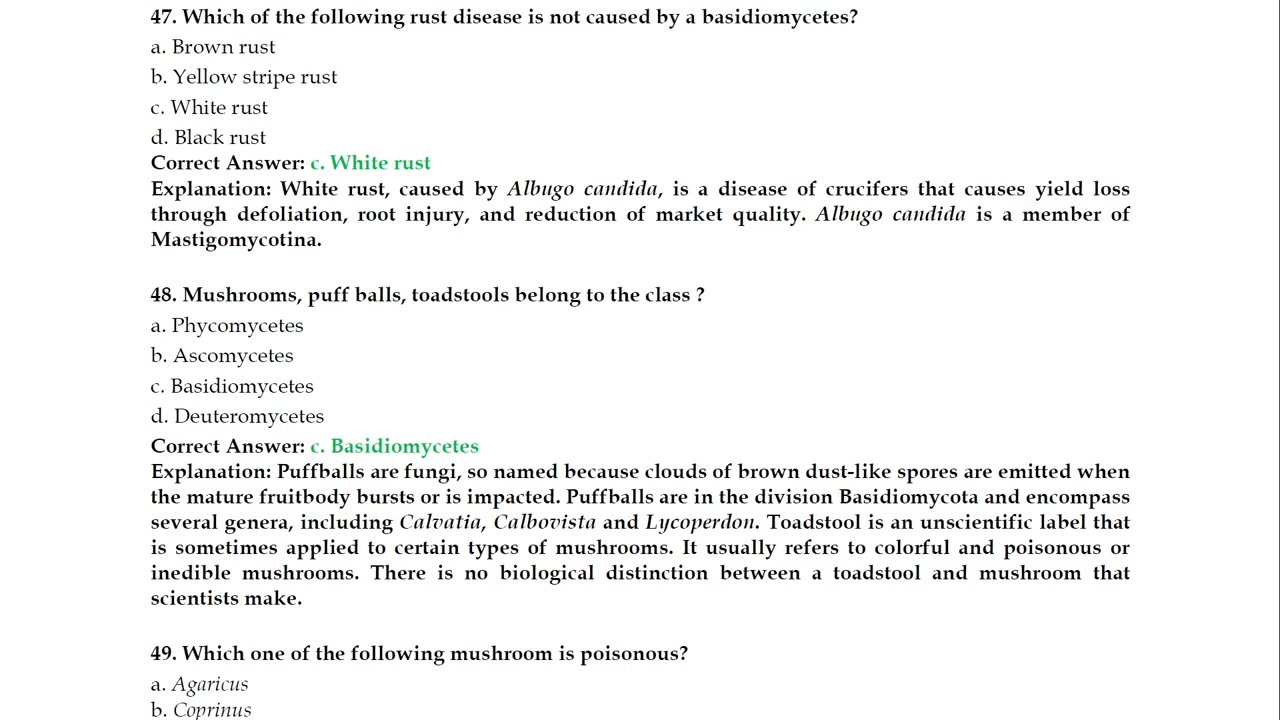 47. Which of the following rust disease is not caused by a basidiomycetes?
a. Brown rust
b. Yellow stripe rust
c. White rust
d. Black rust
Correct Answer: c. White rust
Explanation: White rust, caused by Albugo candida, is a disease of crucifers that causes yield loss
through defoliation, root injury, and reduction of market quality. Albugo candida is a member of
Mastigomycotina.
48. Mushrooms, puff balls, toadstools belong to the class ?
a. Phycomycetes
b. Ascomycetes
c. Basidiomycetes
d. Deuteromycetes
Correct Answer: c. Basidiomycetes
Explanation: Puffballs are fungi, so named because clouds of brown dust-like spores are emitted when
the mature fruitbody bursts or is impacted. Puffballs are in the division Basidiomycota and encompass
several genera, including Calvatia, Calbovista and Lycoperdon. Toadstool is an unscientific label that
is sometimes applied to certain types of mushrooms. It usually refers to colorful and poisonous or
inedible mushrooms. There is no biological distinction between a toadstool and mushroom that
scientists make.
49. Which one of the following mushroom is poisonous?
a. Agaricus
b. Coprinus